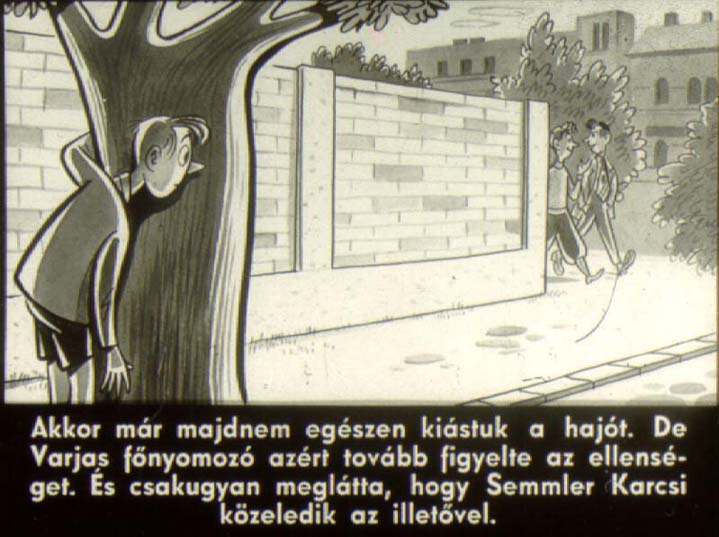 Akkor már majdnem egészen kiástuk a hajót. De
Varjas főnyomozó azért tovább figyelte az ellensé-
get. És csakugyan meglátta, hogy Semmler Karcsi
közeledik az illetővel.